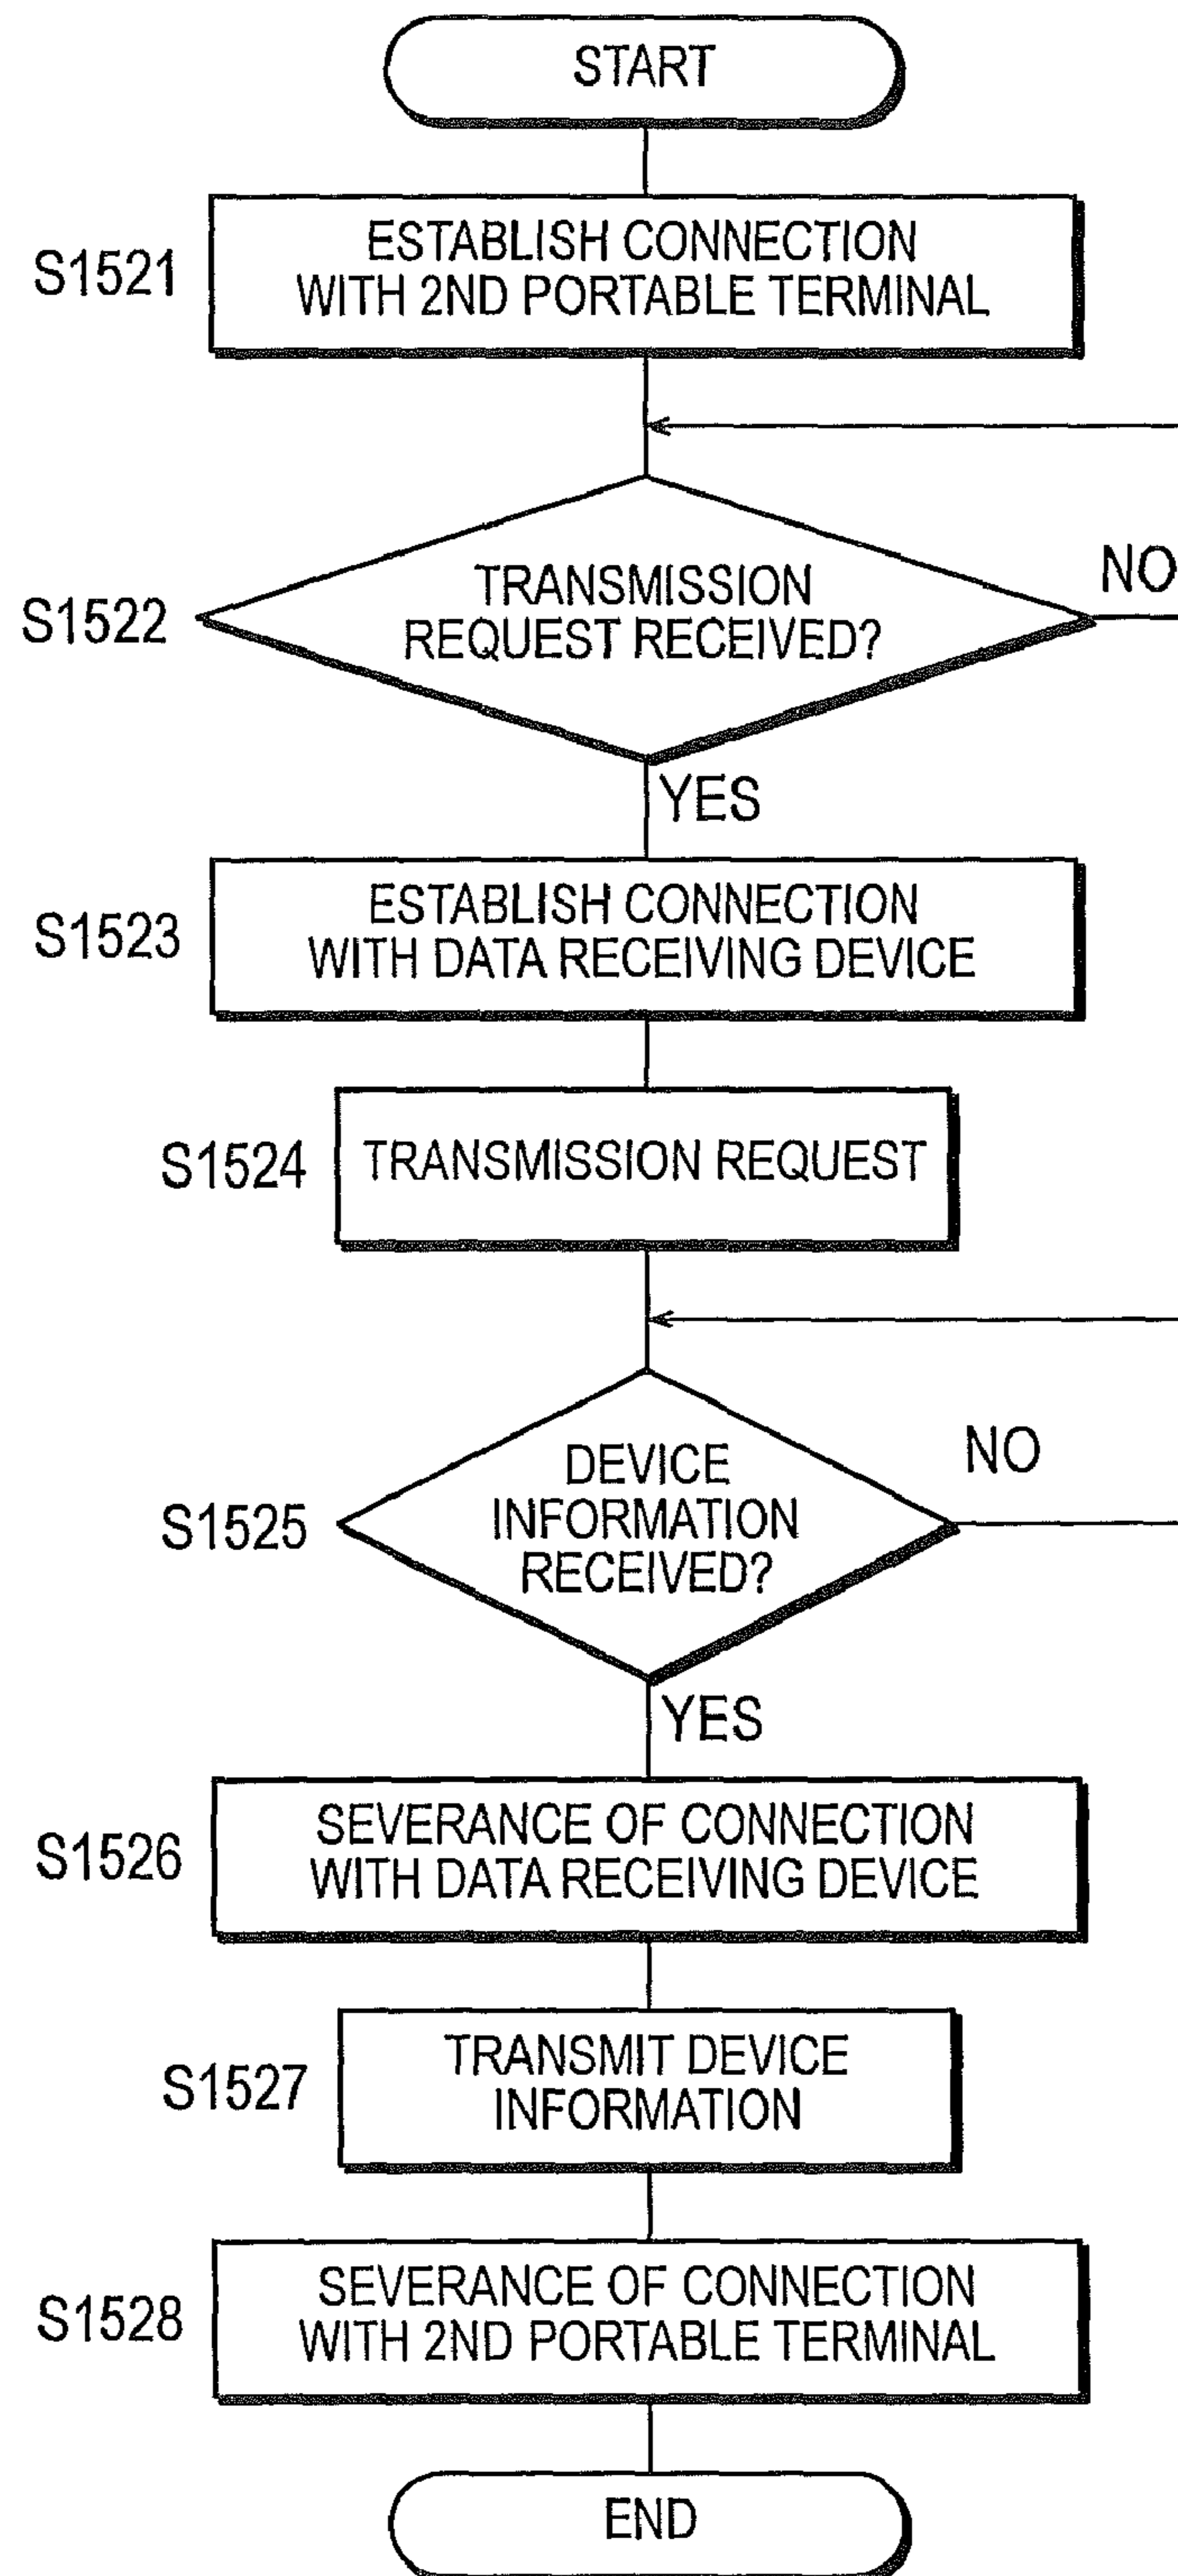 START
S1521
ESTABLISH CONNECTION
WITH 2ND PORTABLE TERMINAL
S1522
TRANSMISSION
REQUEST RECEIVED?
NO
YES
S1523
ESTABLISH CONNECTION
WITH DATA RECEIVING DEVICE
S1524
TRANSMISSION REQUEST
S1525
DEVICE
INFORMATION
RECEIVED?
NO
YES
S1526
SEVERANCE OF CONNECTION
WITH DATA RECEIVING DEVICE
S1527
TRANSMIT DEVICE
INFORMATION
S1528
SEVERANCE OF CONNECTION
WITH 2ND PORTABLE TERMINAL
END